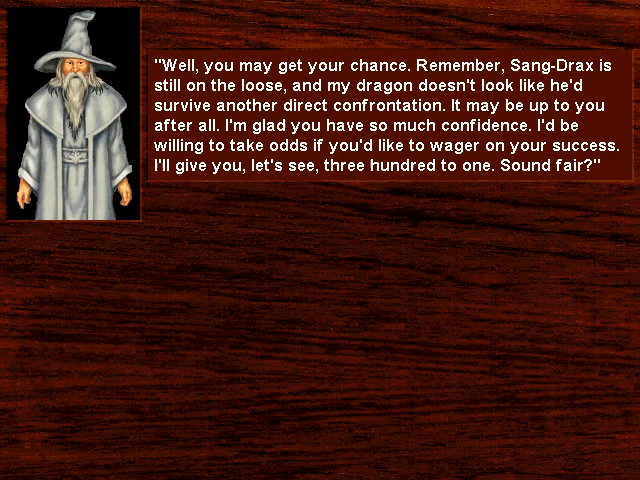 "Well, you may get your chance. Remember, Sang-Drax is
still on the loose, and my dragon doesn't look like he'd
survive another direct confrontation. It may be up to you
after all. I'm glad you have so much confidence. I'd be
willing to take odds if you'd like to wager on your success.
I'll give you, let's see, three hundred to one. Sound fair?"